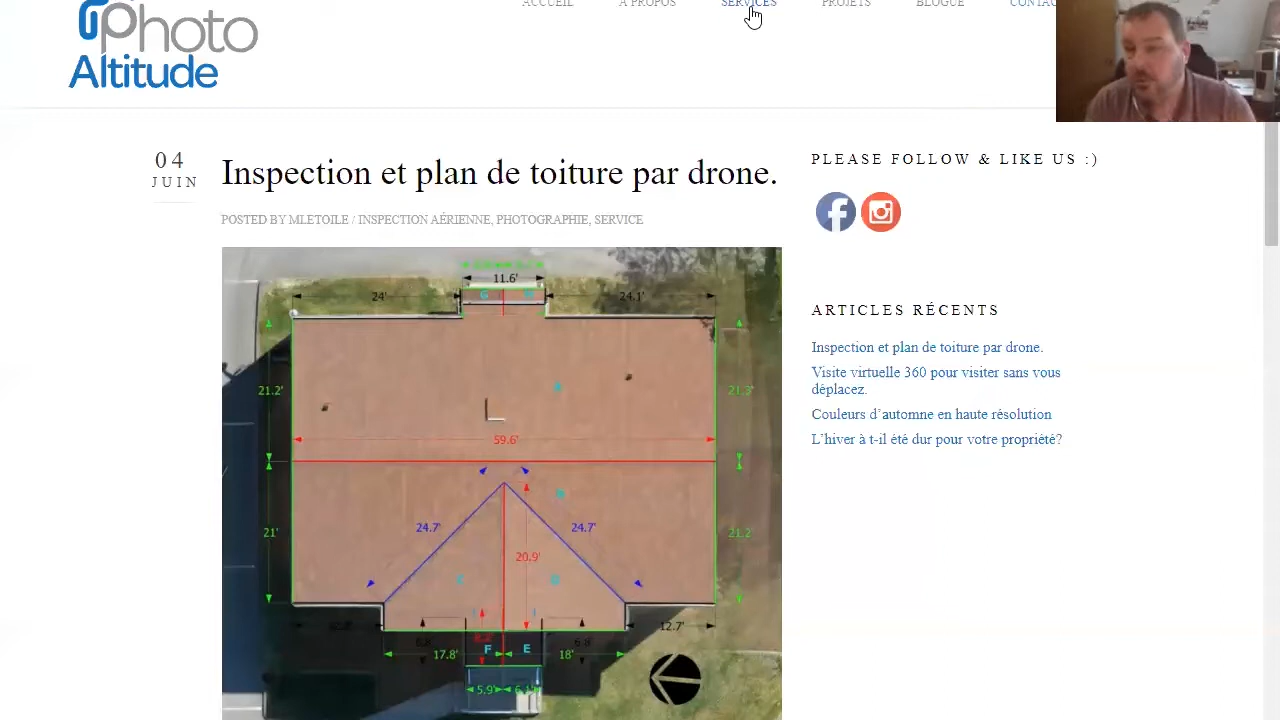 ACCUEIL À PROPOS SERVICES PROJETS BLOGUE CONTAC
Photo
Altitude
04
JUIN
Inspection et plan de toiture par drone.
POSTED BY MLETOILE / INSPECTION AÉRIENNE, PHOTOGRAPHIE, SERVICE
PLEASE FOLLOW & LIKE US :)
ARTICLES RÉCENTS
Inspection et plan de toiture par drone.
Visite virtuelle 360 pour visiter sans vous
déplacez.
Couleurs d’automne en haute résolution
L’hiver à t-il été dur pour votre propriété?
11.6'
24' 24.1'
21.2' 21.3'
59.6'
24.7' 24.7'
21' 21.2'
20.9'
12.7'
6.8'
F E
17.8' 18'
5.9'